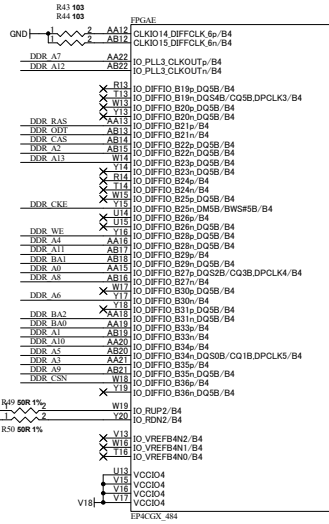 R43 103
R44 103
FPGAE
GND 1 2 AA12 CLKIO14_DIFFCLK_6p/B4
1 2 AB12 CLKIO15_DIFFCLK_6n/B4
DDR_A7 AA22 IO_PLL3_CLKOUTp/B4
DDR_A12 AB22 IO_PLL3_CLKOUTn/B4
R13 IO_DIFFIO_B19p_DQ5B/B4
T13 IO_DIFFIO_B19n_DQS4B/CQ5B,DPCLK3/B4
W13 IO_DIFFIO_B20p_DQ5B/B4
Y13 IO_DIFFIO_B20n_DQ5B/B4
DDR_RAS AA13 IO_DIFFIO_B21p/B4
DDR_ODT AB13 IO_DIFFIO_B21n/B4
DDR_CAS AB14 IO_DIFFIO_B22p_DQ5B/B4
DDR_A2 AB15 IO_DIFFIO_B22n_DQ5B/B4
DDR_A13 W14 IO_DIFFIO_B23p_DQ5B/B4
Y14 IO_DIFFIO_B23n_DQ5B/B4
R14 IO_DIFFIO_B24p/B4
T14 IO_DIFFIO_B24n/B4
W15 IO_DIFFIO_B25p_DQ5B/B4
DDR_CKE Y15 IO_DIFFIO_B25n_DM5B/BWS#5B/B4
U14 IO_DIFFIO_B26p/B4
U15 IO_DIFFIO_B26n_DQ5B/B4
DDR_WE Y16 IO_DIFFIO_B28n_DQ5B/B4
DDR_A4 AA16 IO_DIFFIO_B28p_DQ5B/B4
DDR_A11 AB17 IO_DIFFIO_B29p/B4
DDR_BA1 AB18 IO_DIFFIO_B29n_DQ5B/B4
DDR_A0 AA15 IO_DIFFIO_B27p_DQS2B/CQ3B,DPCLK4/B4
DDR_A8 AB16 IO_DIFFIO_B27n/B4
W17 IO_DIFFIO_B30p_DQ5B/B4
DDR_A6 Y17 IO_DIFFIO_B30n/B4
Y18 IO_DIFFIO_B31p_DQ5B/B4
DDR_BA2 AA18 IO_DIFFIO_B31n_DQ5B/B4
DDR_BA0 AA19 IO_DIFFIO_B33p/B4
DDR_A1 AB19 IO_DIFFIO_B33n/B4
DDR_A10 AA20 IO_DIFFIO_B34p/B4
DDR_A5 AB20 IO_DIFFIO_B34n_DQS0B/CQ1B,DPCLK5/B4
DDR_A3 AA21 IO_DIFFIO_B35p/B4
DDR_A9 AB21 IO_DIFFIO_B35n_DQ5B/B4
DDR_CSN W18 IO_DIFFIO_B36p/B4
Y19 IO_DIFFIO_B36n_DQ5B/B4
R49 50R 1%
1 2 W19 IO_RUP2/B4
1 2 Y20 IO_RDN2/B4
R50 50R 1%
V13 IO_VREFB4N2/B4
W16 IO_VREFB4N1/B4
T16 IO_VREFB4N0/B4
U13 VCCIO4
V15 VCCIO4
V16 VCCIO4
V18 V17 VCCIO4
EP4CGX_484